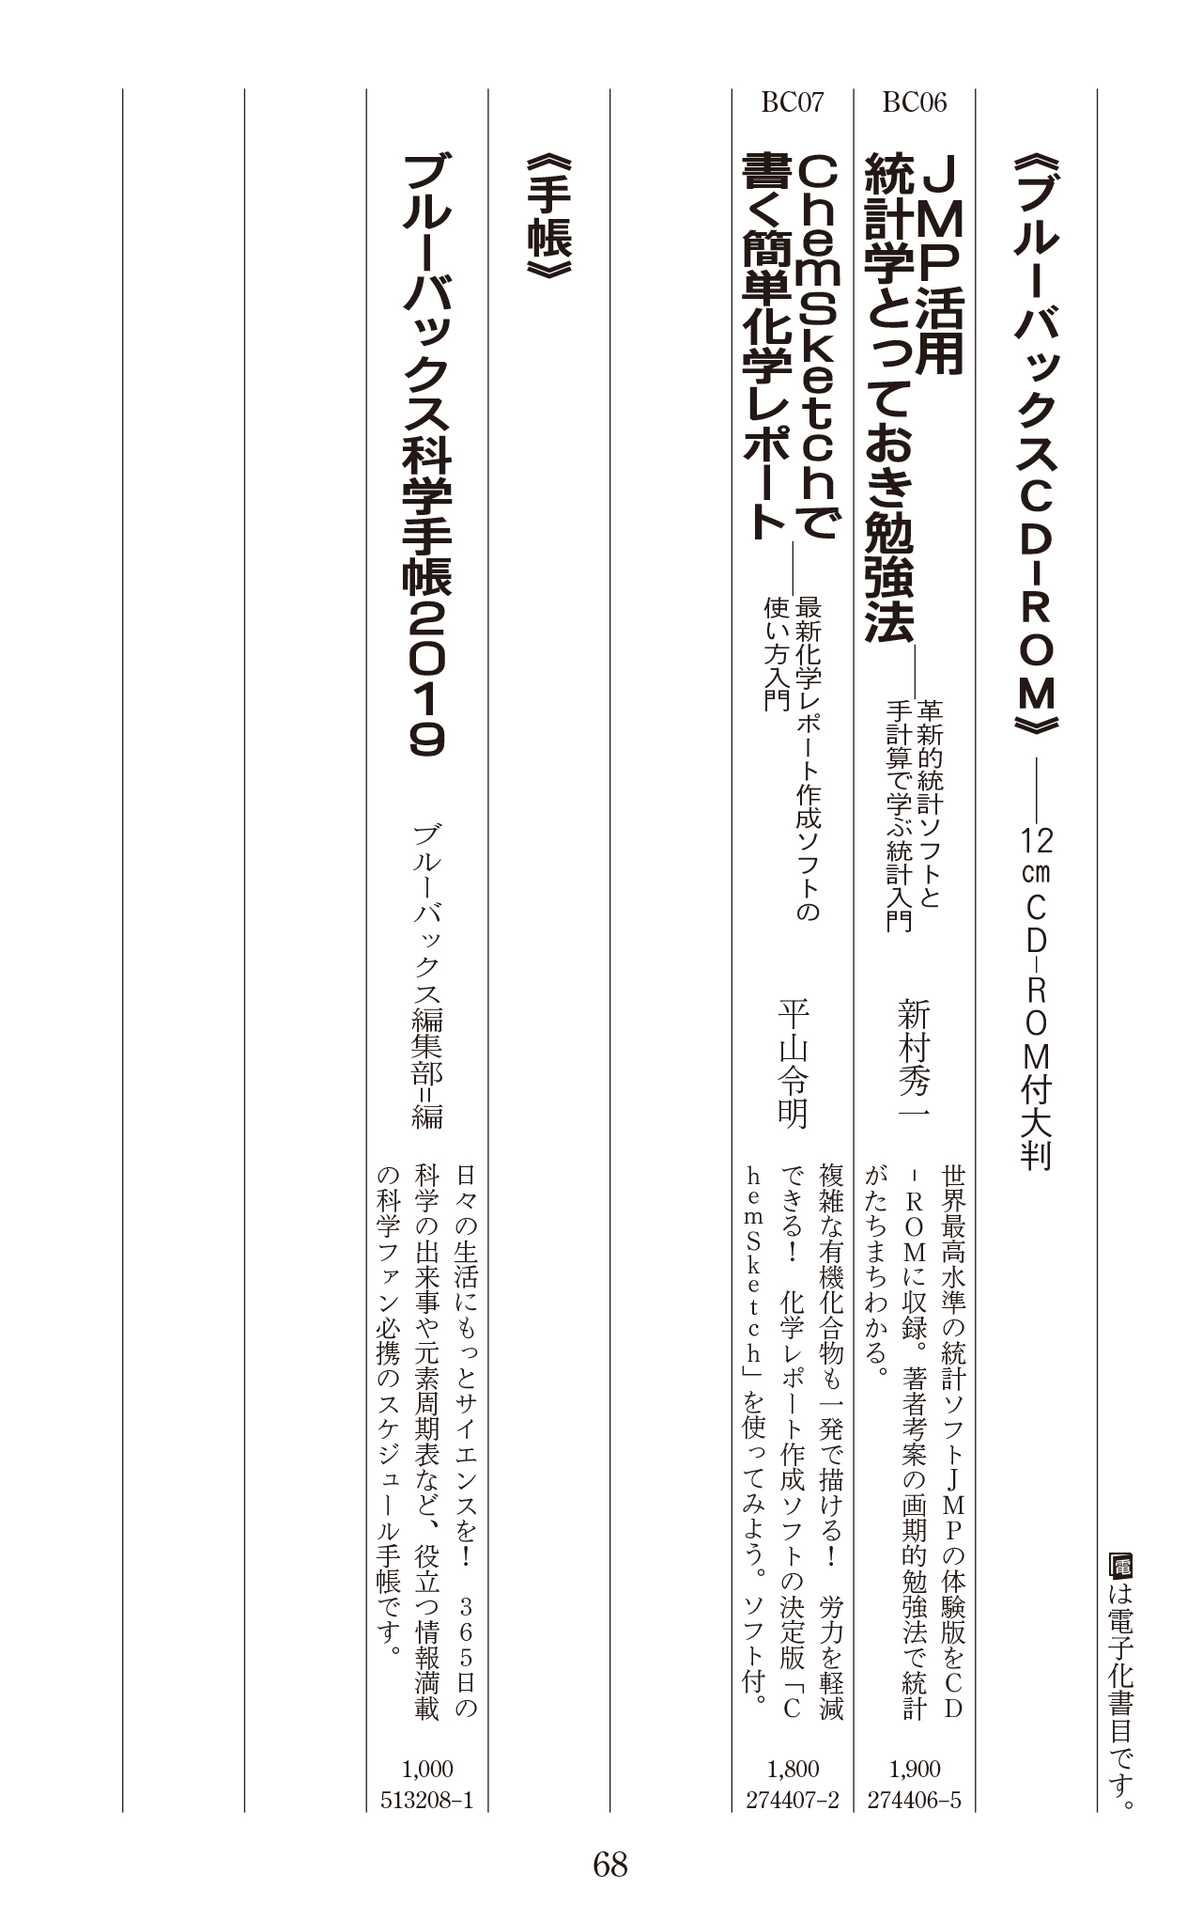 電は電子化書目です。
《ブルーバックスCD-ROM》――12㎝CD-ROM付大判
BC06
JMP活用
統計学とっておき勉強法
――革新的統計ソフトと
手計算で学ぶ統計入門
新村秀一
世界最高水準の統計ソフトJMPの体験版をCD
-ROMに収録。著者考案の画期的勉強法で統計
がたちまちわかる。
1,900
274406-5
BC07
ChemSketchで
書く簡単化学レポート
――最新化学レポート作成ソフトの
使い方入門
平山令明
複雑な有機化合物も一発で描ける！　労力を軽減
できる！　化学レポート作成ソフトの決定版「C
hemSketch」を使ってみよう。ソフト付。
1,800
274407-2
《手帳》
ブルーバックス科学手帳2019
ブルーバックス編集部=編
日々の生活にもっとサイエンスを！　365日の
科学の出来事や元素周期表など、役立つ情報満載
の科学ファン必携のスケジュール手帳です。
1,000
513208-1
68